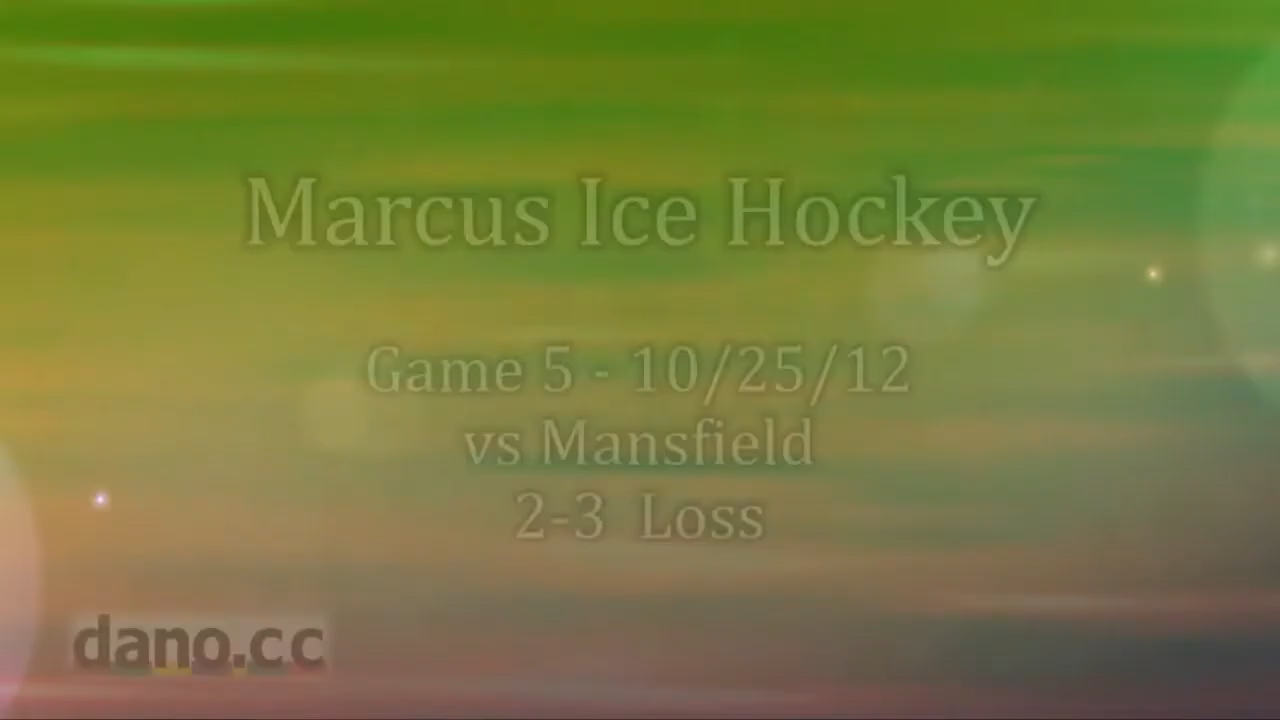 Marcus Ice Hockey
Game 5 - 10/25/12
vs Mansfield
2-3 Loss
dano.cc